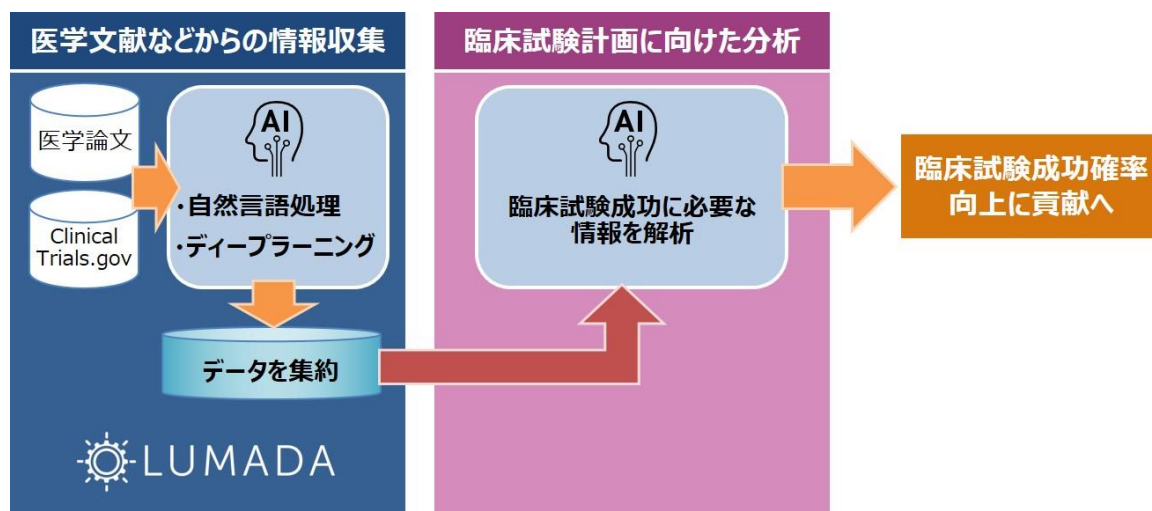 医学文献などからの情報収集
医学論文
Clinical
Trials.gov
AI
・自然言語処理
・ディープラーニング
データを集約
LUMADA
臨床試験計画に向けた分析
AI
臨床試験成功に必要な
情報を解析
臨床試験成功確率
向上に貢献へ